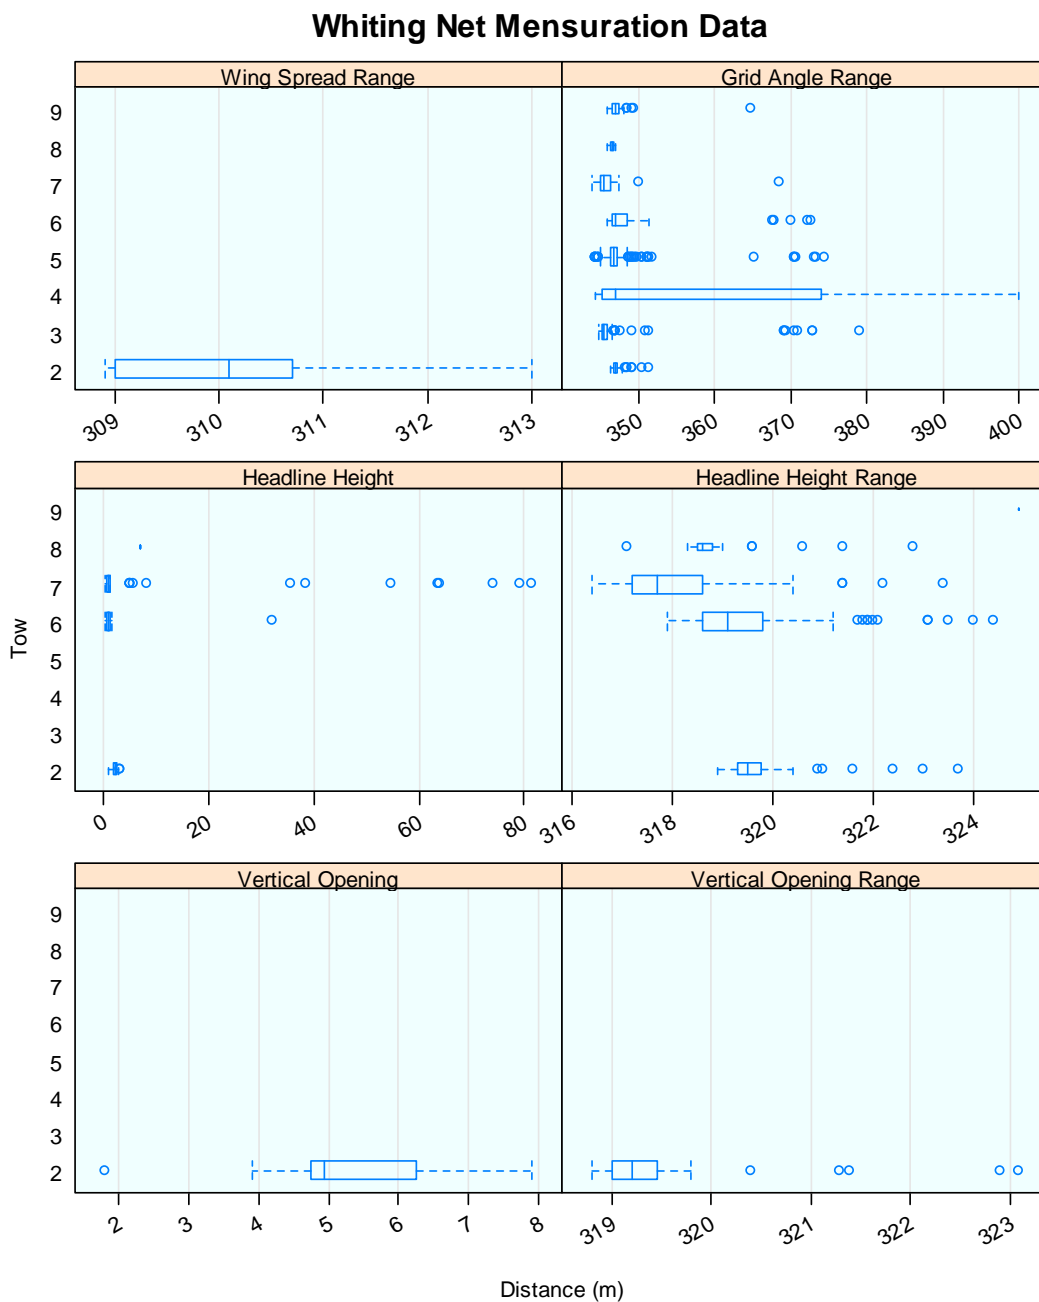 Whiting Net Mensuration Data
Wing Spread Range Grid Angle Range
9
8
7
6
5
4
3
2
309 310 311 312 313 350 360 370 380 390 400
Headline Height Headline Height Range
9
8
7
6
5
4
3
2
0 20 40 60 80 316 318 320 322 324
Tow
Vertical Opening Vertical Opening Range
9
8
7
6
5
4
3
2
2 3 4 5 6 7 8 319 320 321 322 323
Distance (m)